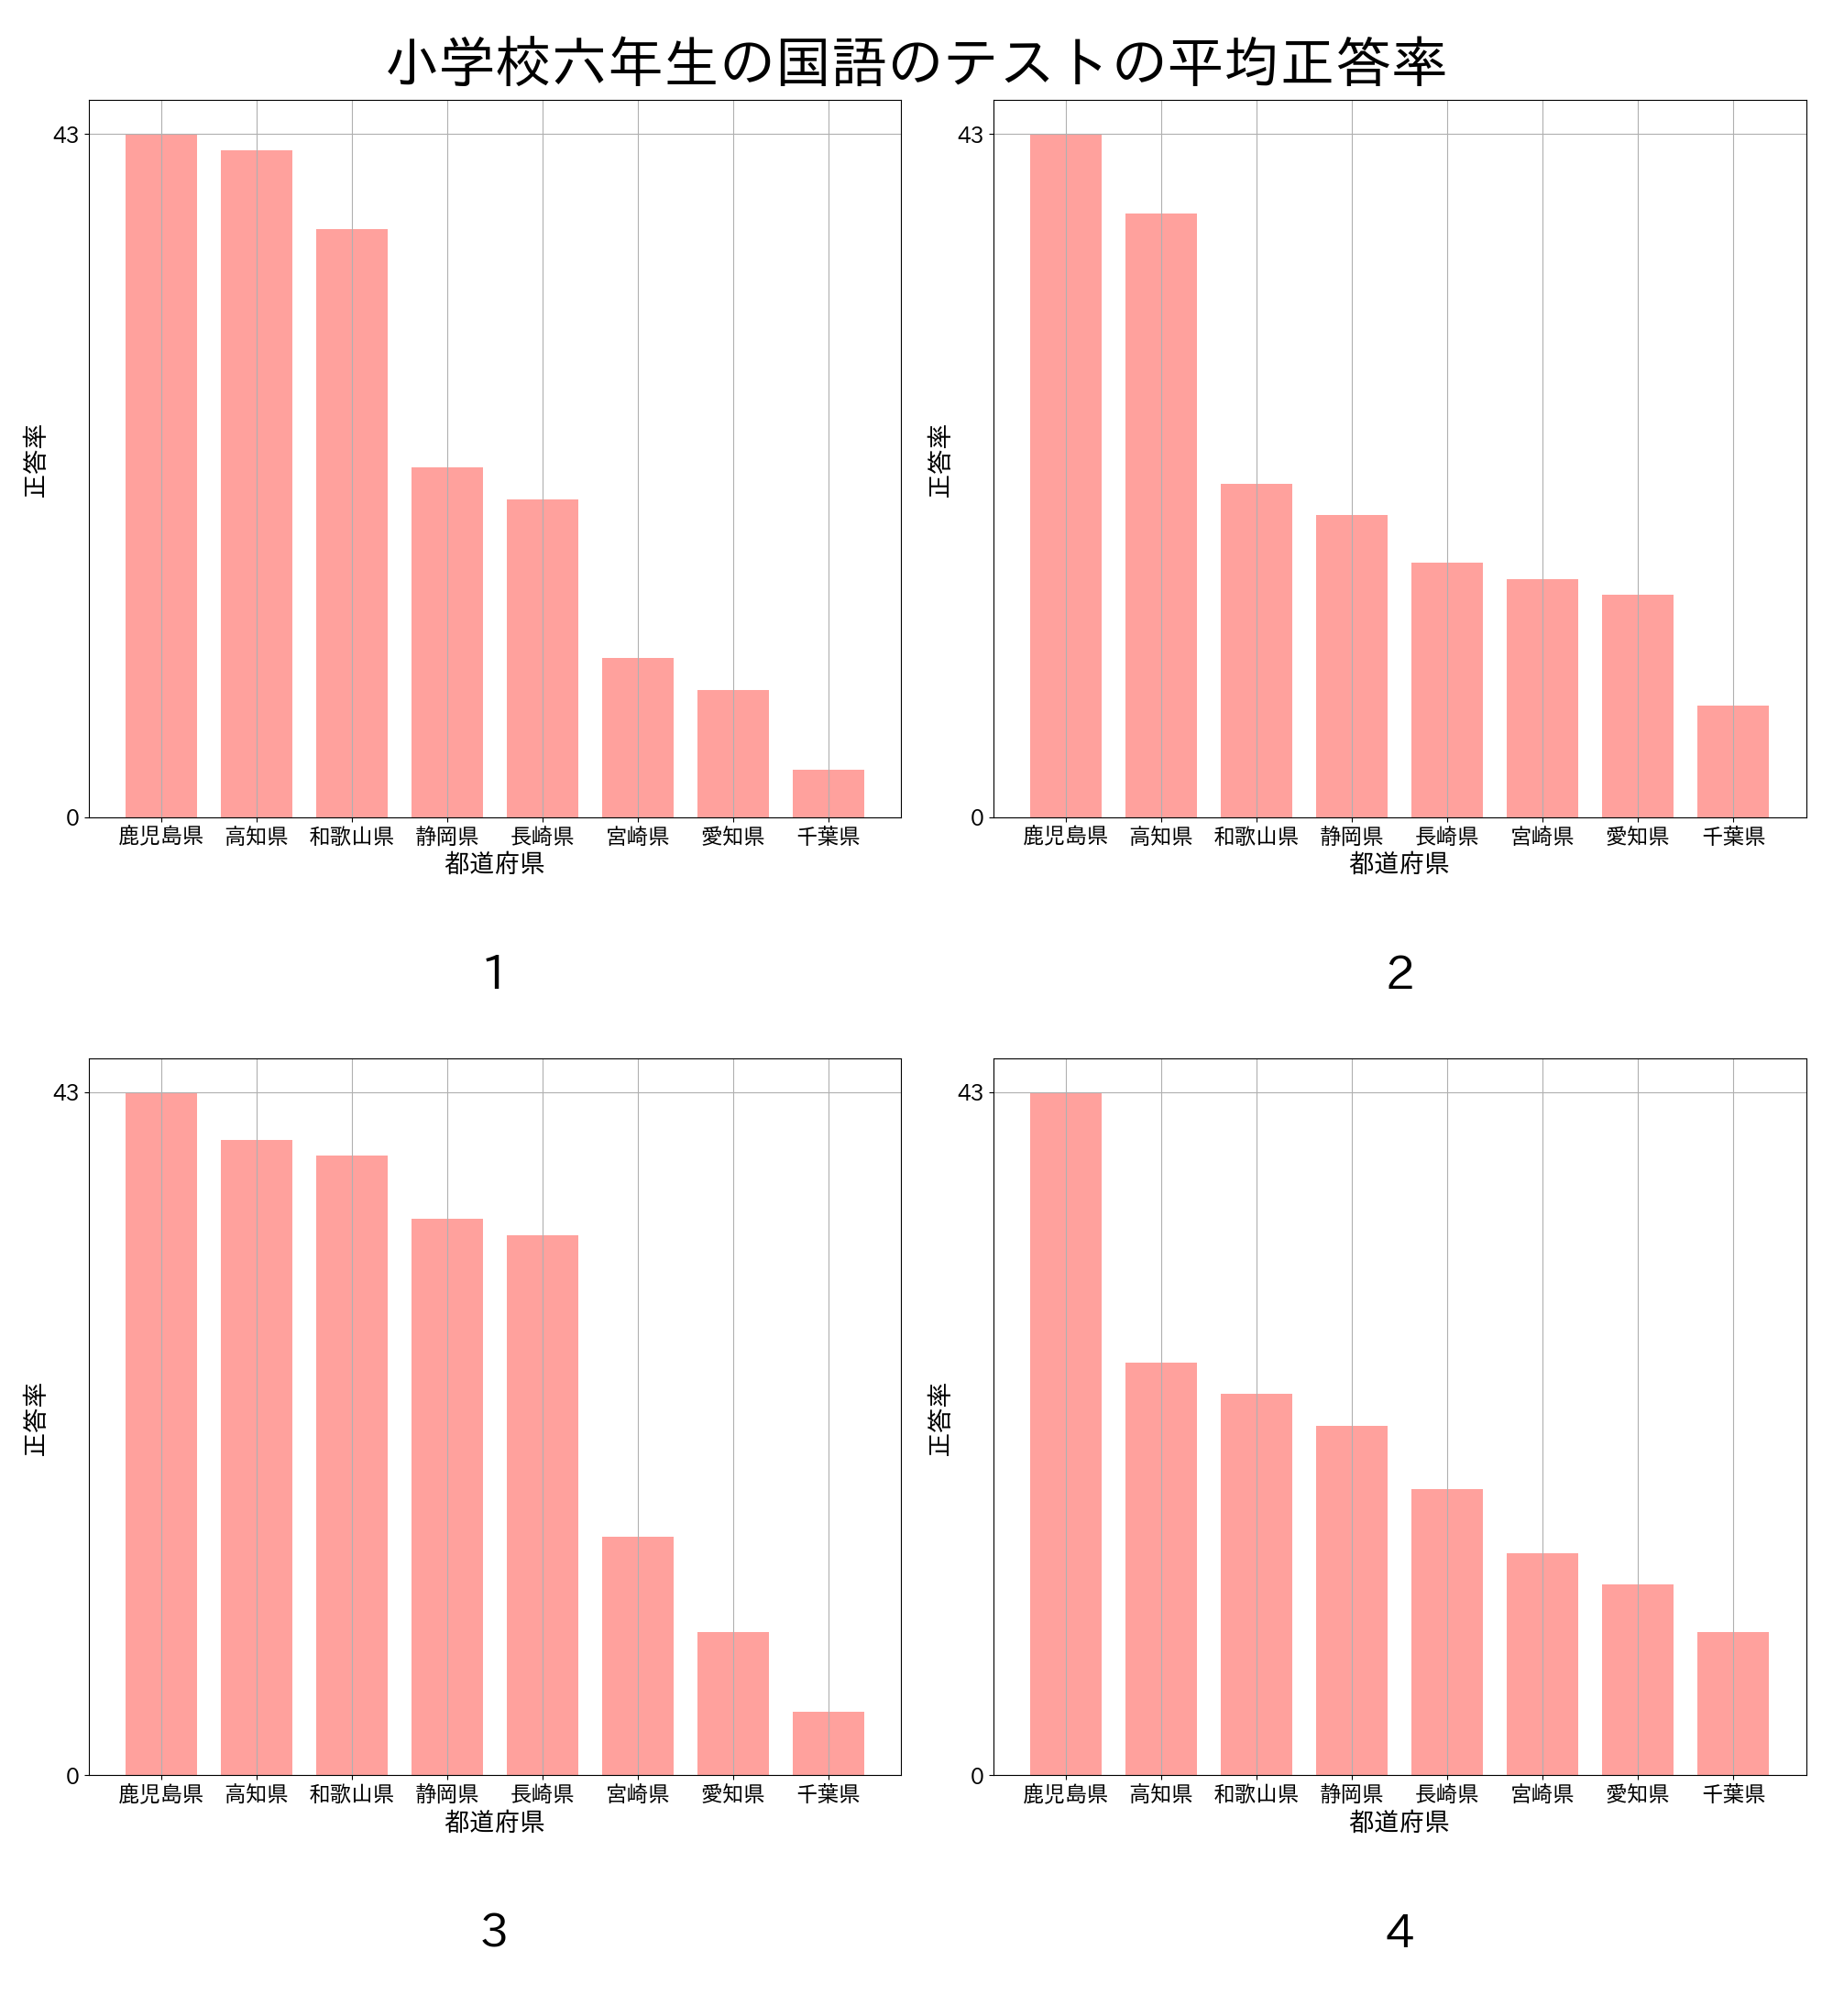 小学校六年生の国語のテストの平均正答率
43
0
正答率
鹿児島県 高知県 和歌山県 静岡県 長崎県 宮崎県 愛知県 千葉県
都道府県
1
43
0
正答率
鹿児島県 高知県 和歌山県 静岡県 長崎県 宮崎県 愛知県 千葉県
都道府県
2
43
0
正答率
鹿児島県 高知県 和歌山県 静岡県 長崎県 宮崎県 愛知県 千葉県
都道府県
3
43
0
正答率
鹿児島県 高知県 和歌山県 静岡県 長崎県 宮崎県 愛知県 千葉県
都道府県
4